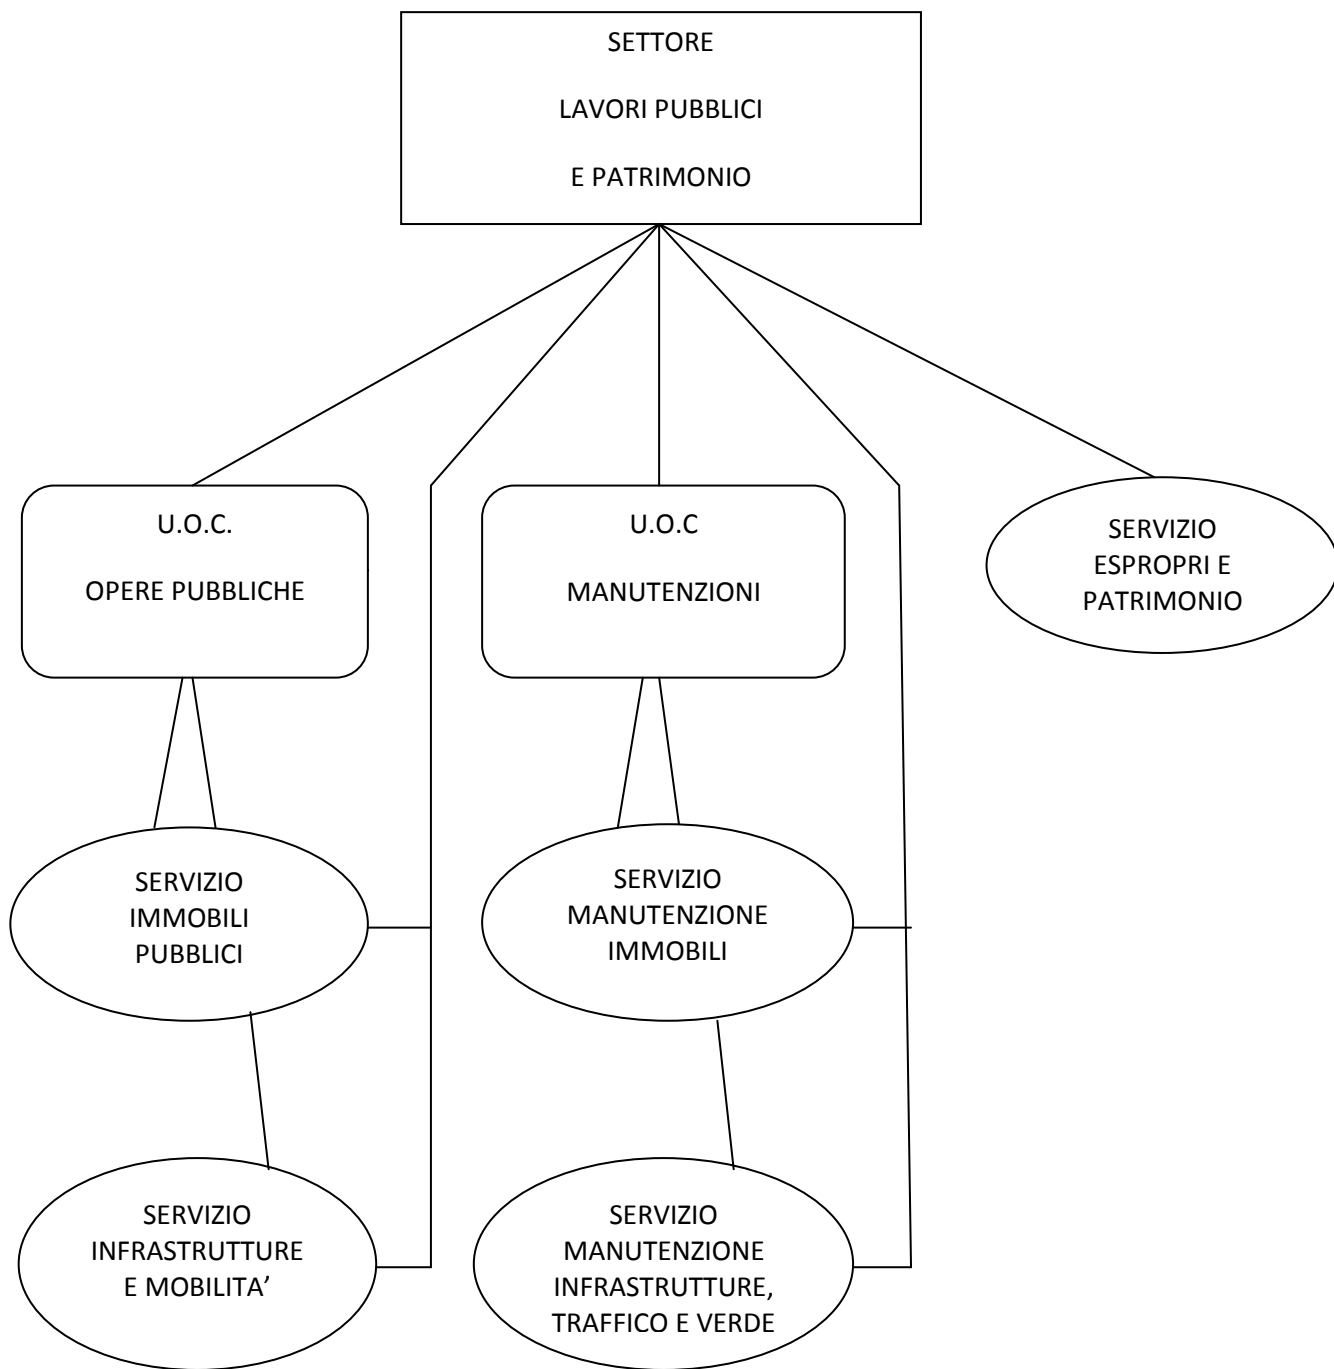 SETTORE
LAVORI PUBBLICI
E PATRIMONIO
U.O.C.
OPERE PUBBLICHE
U.O.C
MANUTENZIONI
SERVIZIO
ESPROPRI E
PATRIMONIO
SERVIZIO
IMMOBILI
PUBBLICI
SERVIZIO
MANUTENZIONE
IMMOBILI
SERVIZIO
INFRASTRUTTURE
E MOBILITA’
SERVIZIO
MANUTENZIONE
INFRASTRUTTURE,
TRAFFICO E VERDE